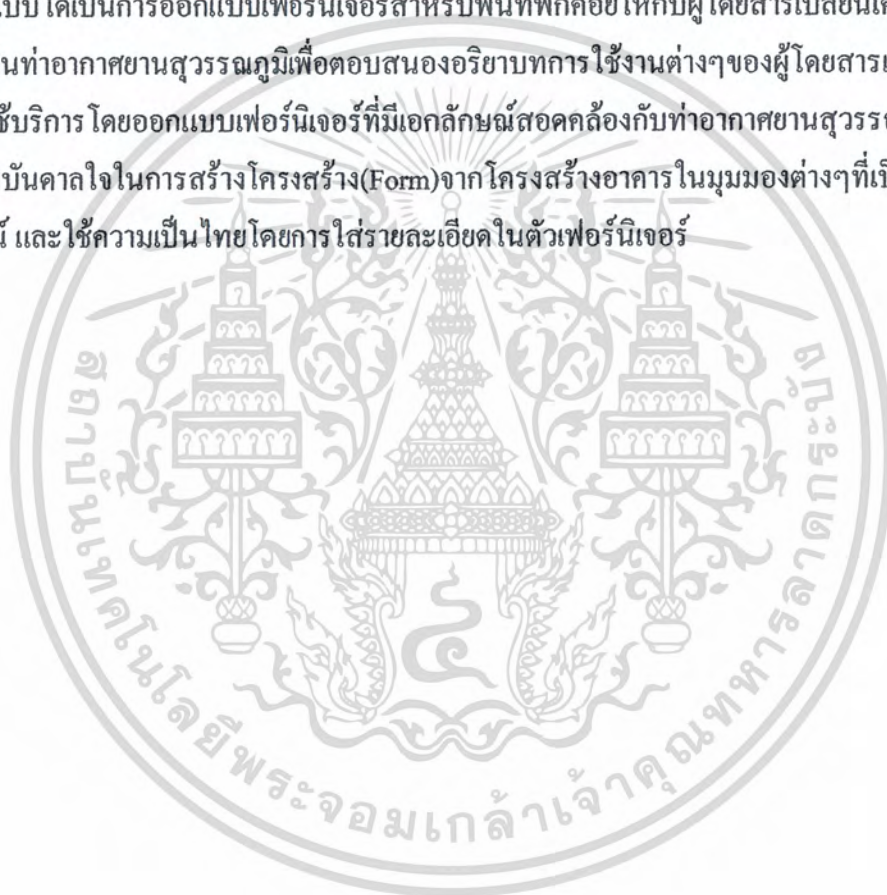 แบบ ได้เป็นการออกแบบเฟอร์นิเจอร์สำหรับพื้นที่พักคอยให้กับผู้โดยสารเปลี่ยน
นท่าอากาศยานสุวรรณภูมิเพื่อตอบสนองอริยาบทการใช้งานต่างๆของผู้โดยสาร
ช้บริการ โดยออกแบบเฟอร์นิเจอร์ที่มีเอกลักษณ์สอดคล้องกับท่าอากาศยานสุวรรณ
บันดาลใจในการสร้างโครงสร้าง(Form)จากโครงสร้างอาคารในมุมมองต่างๆที่
น์ และใช้ความเป็นไทยโดยการใส่รายละเอียดในตัวเฟอร์นิเจอร์
สถาบันเทคโนโลยีพระจอมเกล้าเจ้าคุณทหารลาดกระบัง